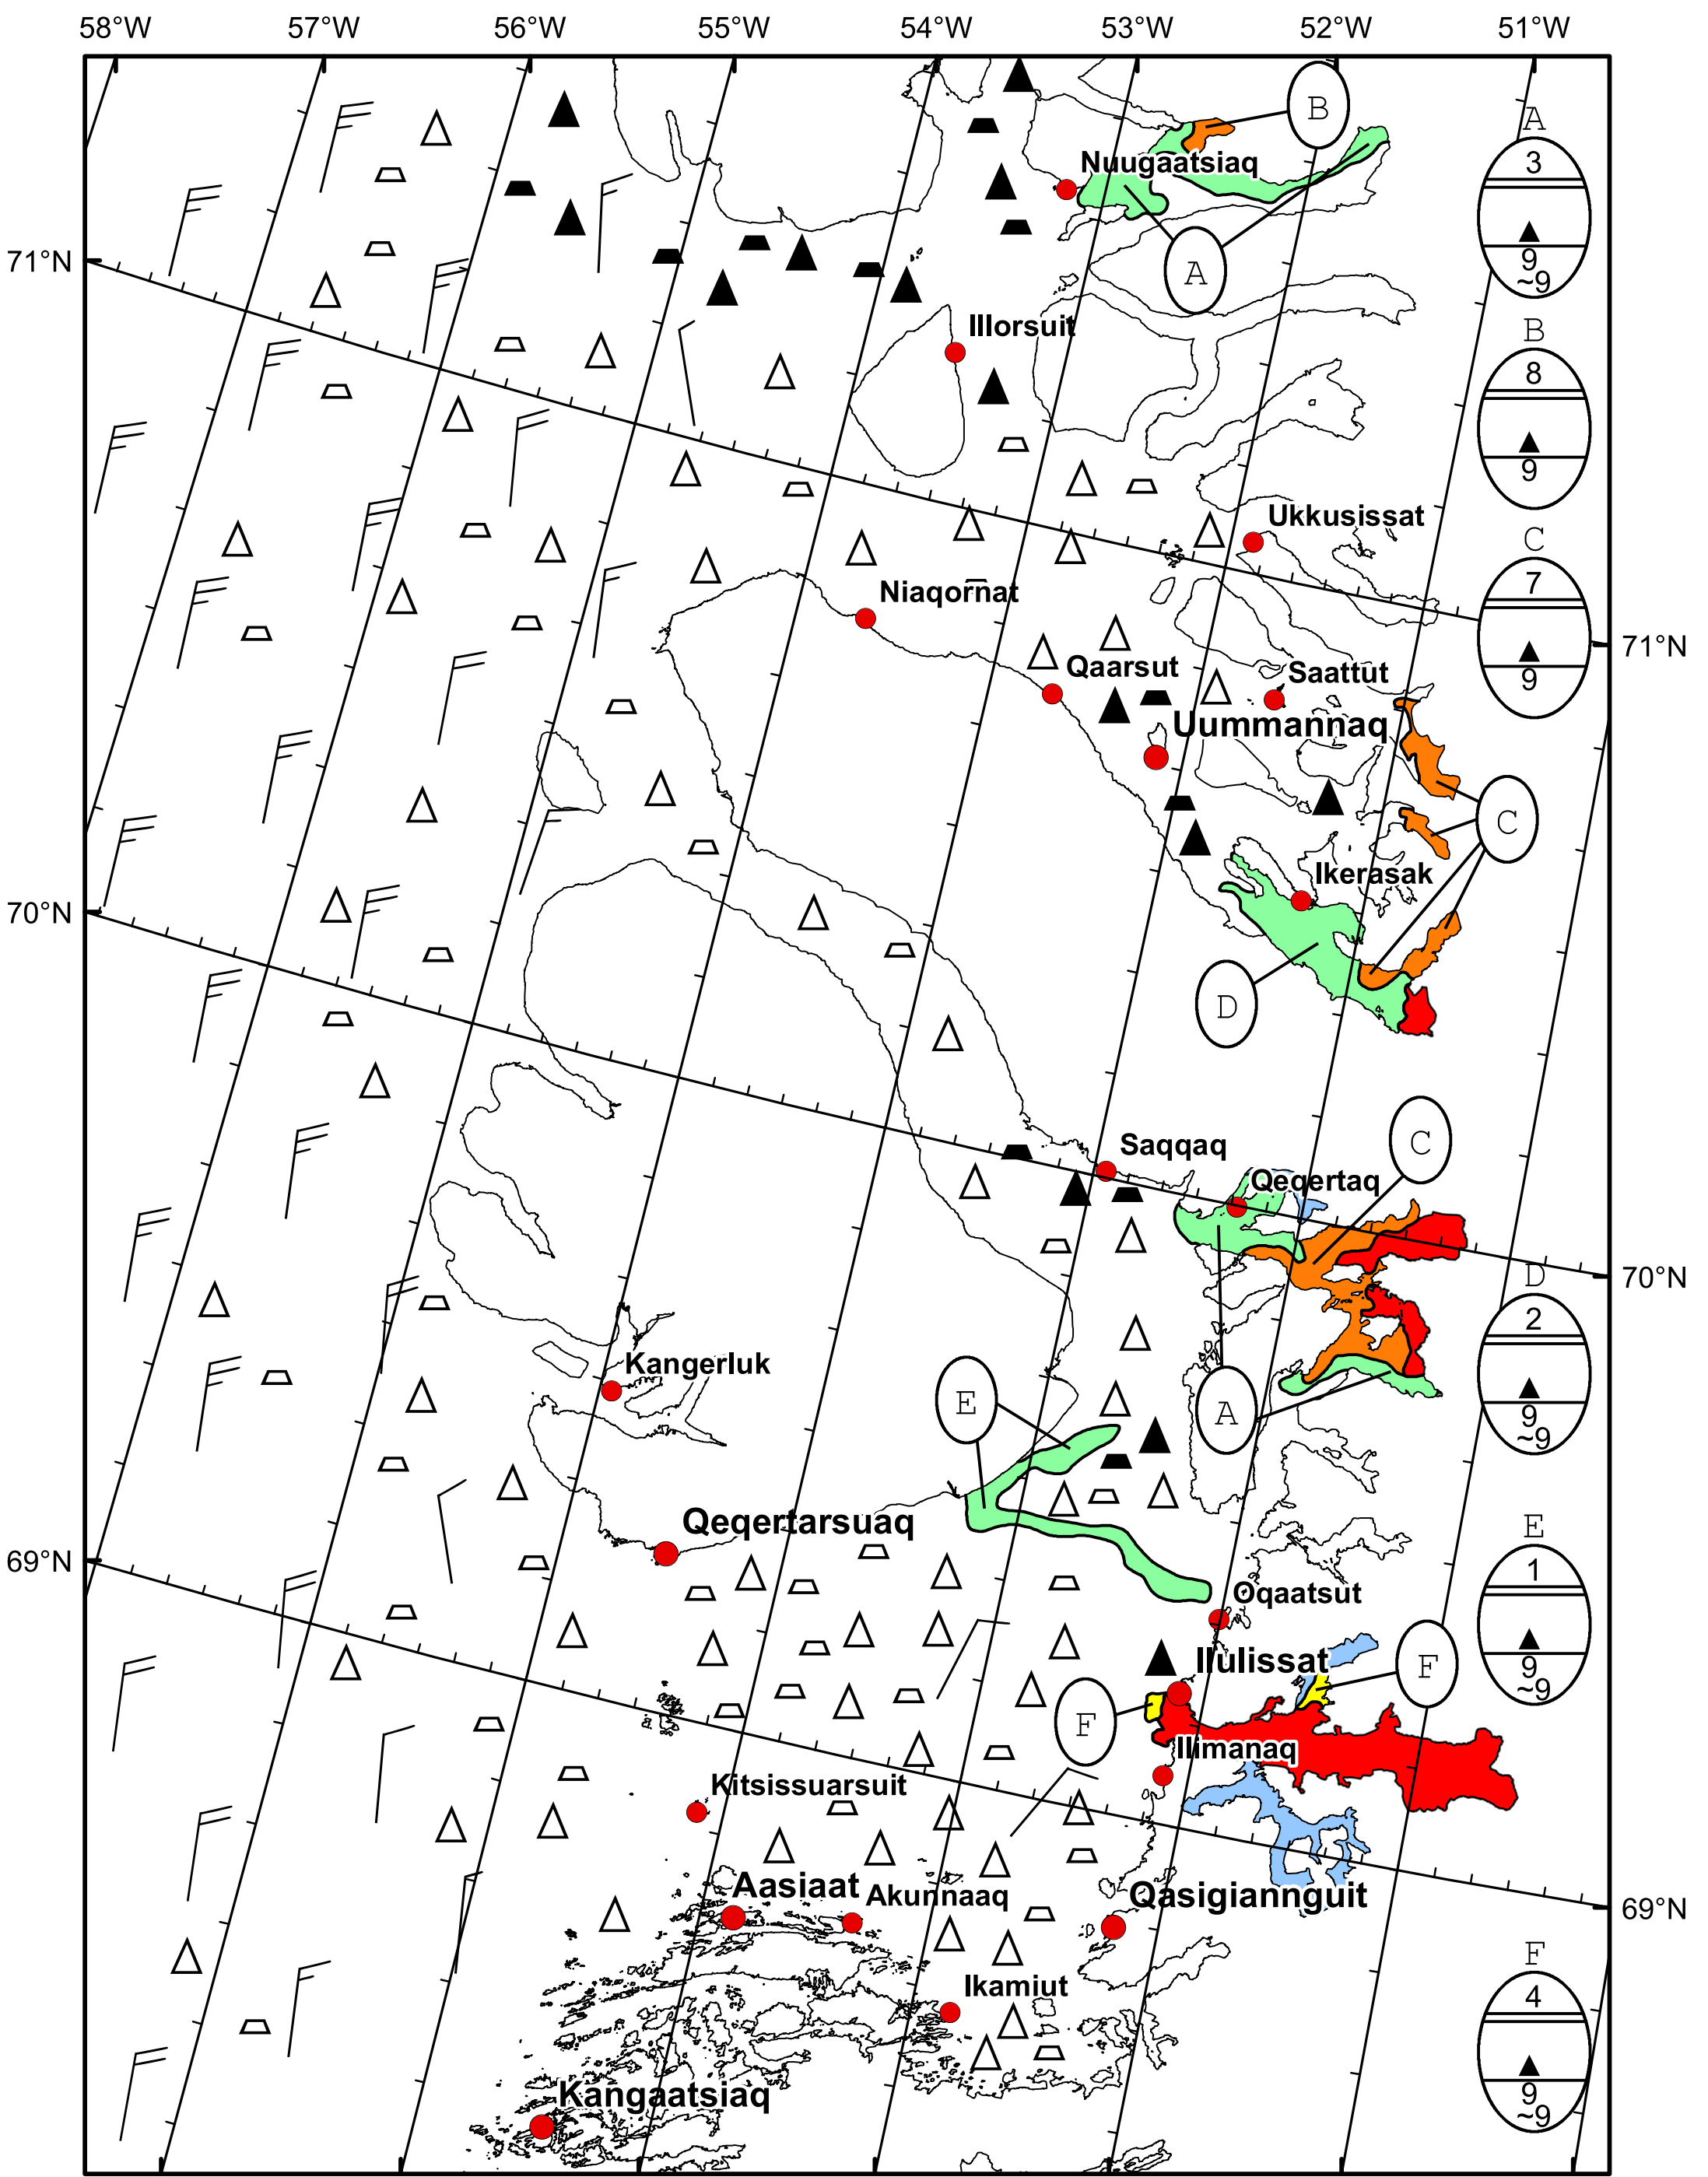 58°W 57°W 56°W 55°W 54°W 53°W 52°W 51°W
B
A
3
9
~9
Nuugaatsiaq
71°N
A
Illorsuit
B
8
9
Ukkusissat
C
7
9
Niaqornat
71°N
Qaarsut
Saattut
Uummannaq
C
Ikerasak
70°N
D
C
Saqqaq
Qeqertaq
70°N
D
2
9
~9
Kangerluk
E
A
Qeqertarsuaq
69°N
E
1
9
~9
Oqaatsut
Ilulissat
F
F
Ilimanaq
Kitsissuarsuit
Aasiaat
Akunnaaq
Qasigiannguit
69°N
F
4
9
~9
Ikamiut
Kangaatsiaq